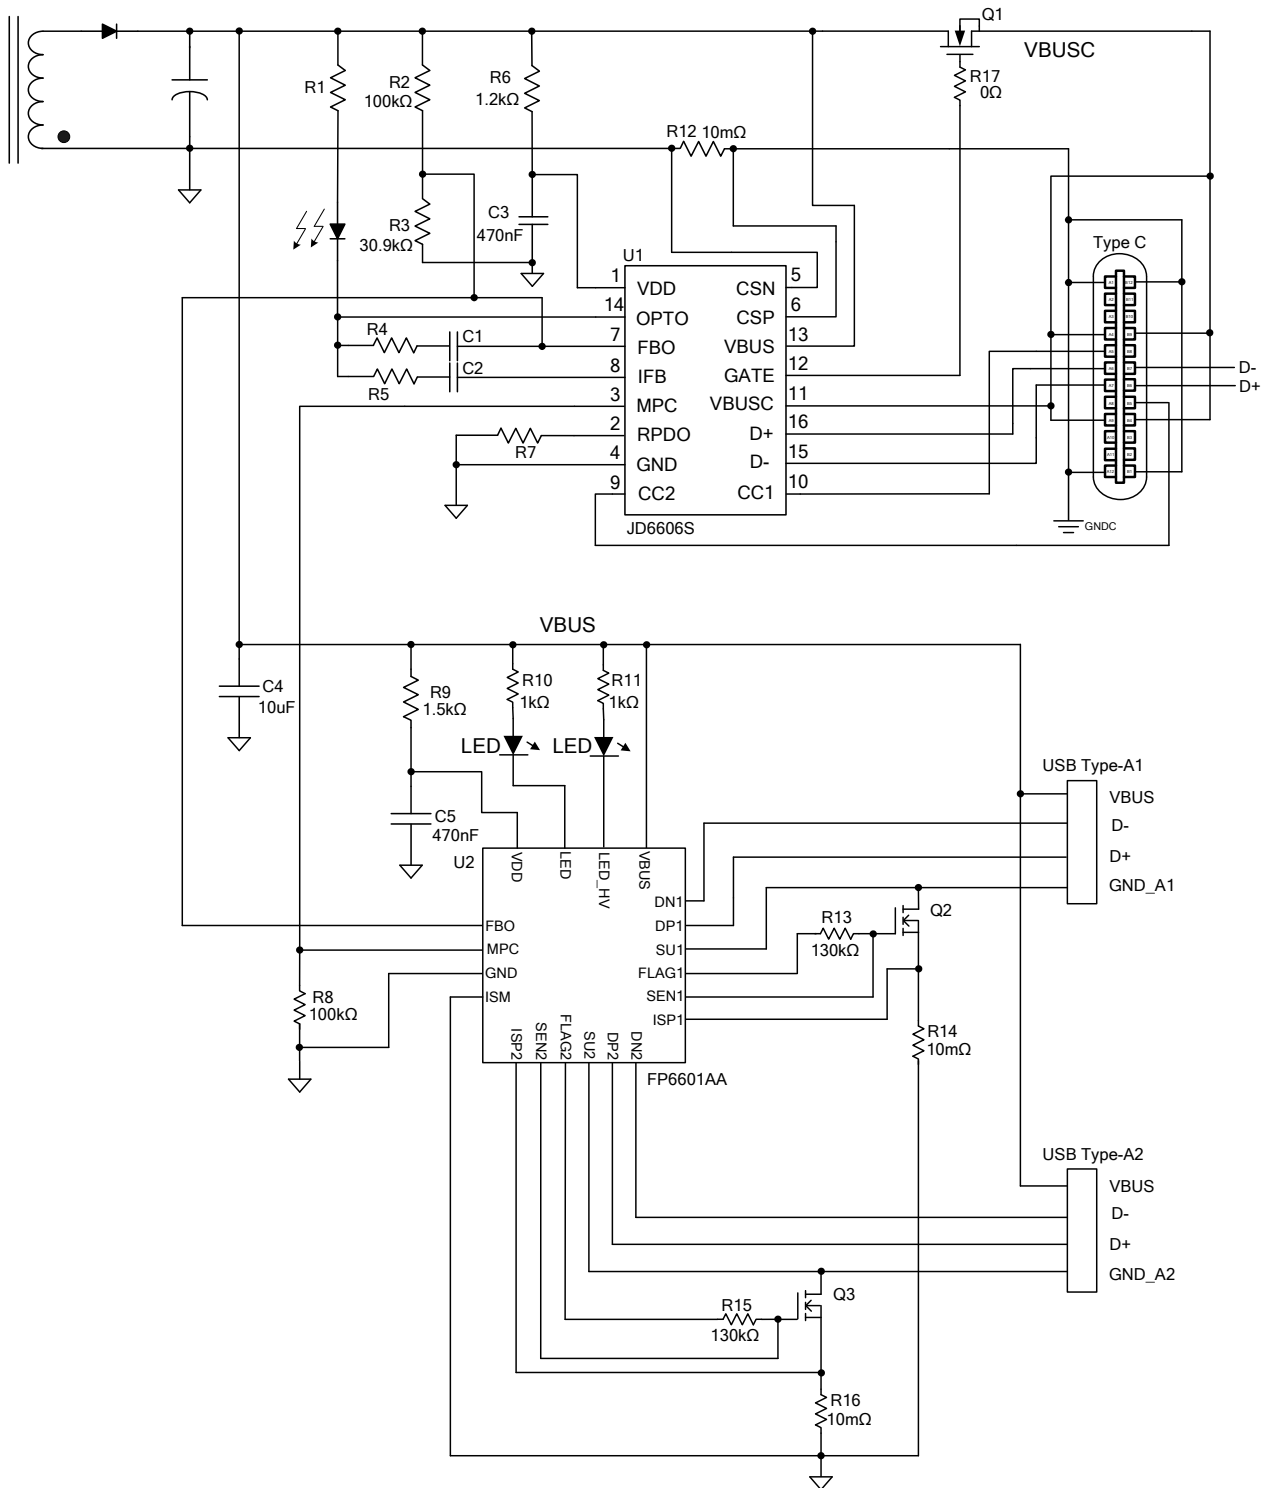 Q1
VBUSC
R1
R2
100kΩ
R6
1.2kΩ
R17
0Ω
R12 10mΩ
R3
30.9kΩ
C3
470nF
Type C
U1
1
VDD
14
OPTO
7
FBO
8
IFB
3
MPC
2
RPDO
4
GND
9
CC2
CSN
5
CSP
6
VBUS
13
GATE
12
VBUSC
11
D+
16
D-
15
CC1
10
JD6606S
R4
C1
R5
C2
R7
D-
D+
GNDC
VBUS
C4
10uF
R9
1.5kΩ
R10
1kΩ
R11
1kΩ
LED
LED
C5
470nF
U2
VDD
LED
LED_HV
VBUS
FBO
MPC
GND
ISM
DN1
DP1
SU1
FLAG1
SEN1
ISP1
ISP2
SEN2
FLAG2
SU2
DP2
DN2
FP6601AA
R8
100kΩ
R13
130kΩ
Q2
R14
10mΩ
USB Type-A1
VBUS
D-
D+
GND_A1
USB Type-A2
VBUS
D-
D+
GND_A2
R15
130kΩ
Q3
R16
10mΩ